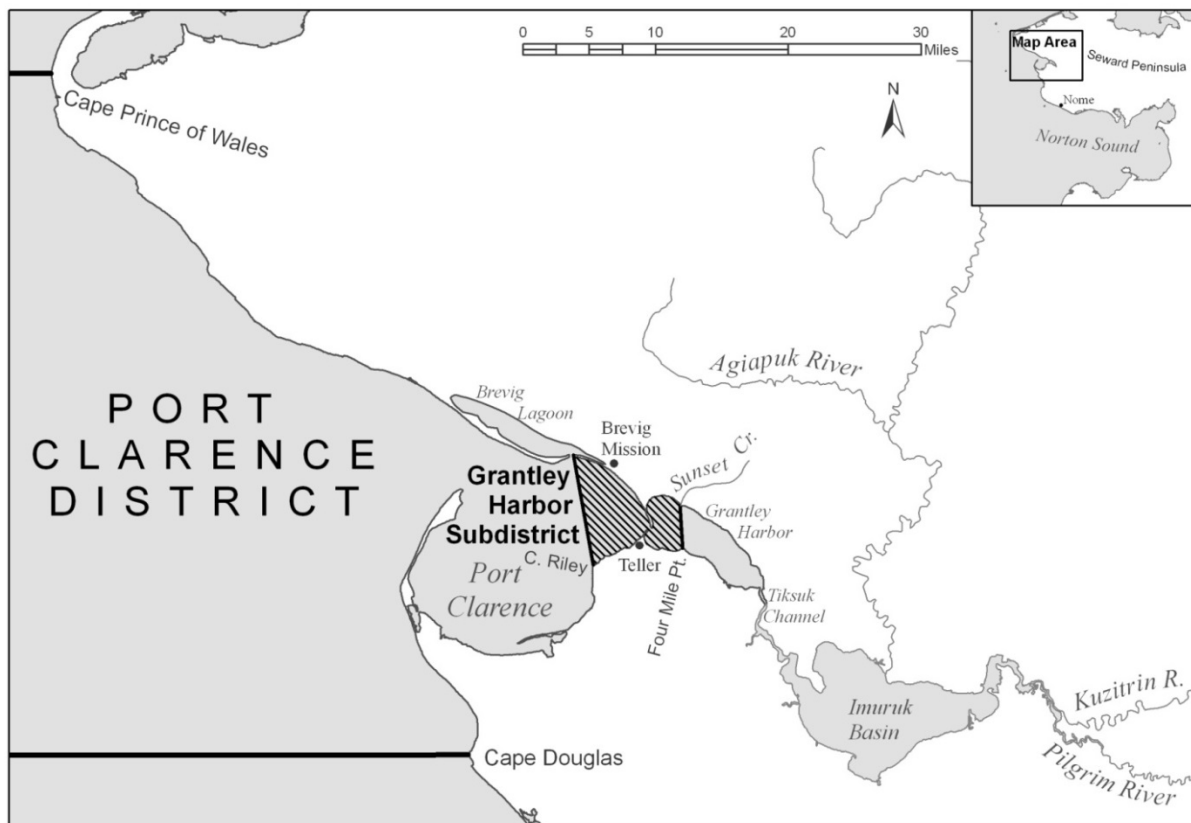 0 5 10 20 30
Miles
Map Area
Seward Peninsula
Nome
Norton Sound
N
Cape Prince of Wales
Agiapuk River
PORT
CLARENCE
DISTRICT
Brevig
Lagoon
Brevig
Mission
Sunset Cr.
Grantley
Harbor
Subdistrict
Grantley
Harbor
C. Riley
Teller
Port
Clarence
Four Mile Pt.
Tiksuk
Channel
Imuruk
Basin
Kuzitrin R.
Pilgrim River
Cape Douglas